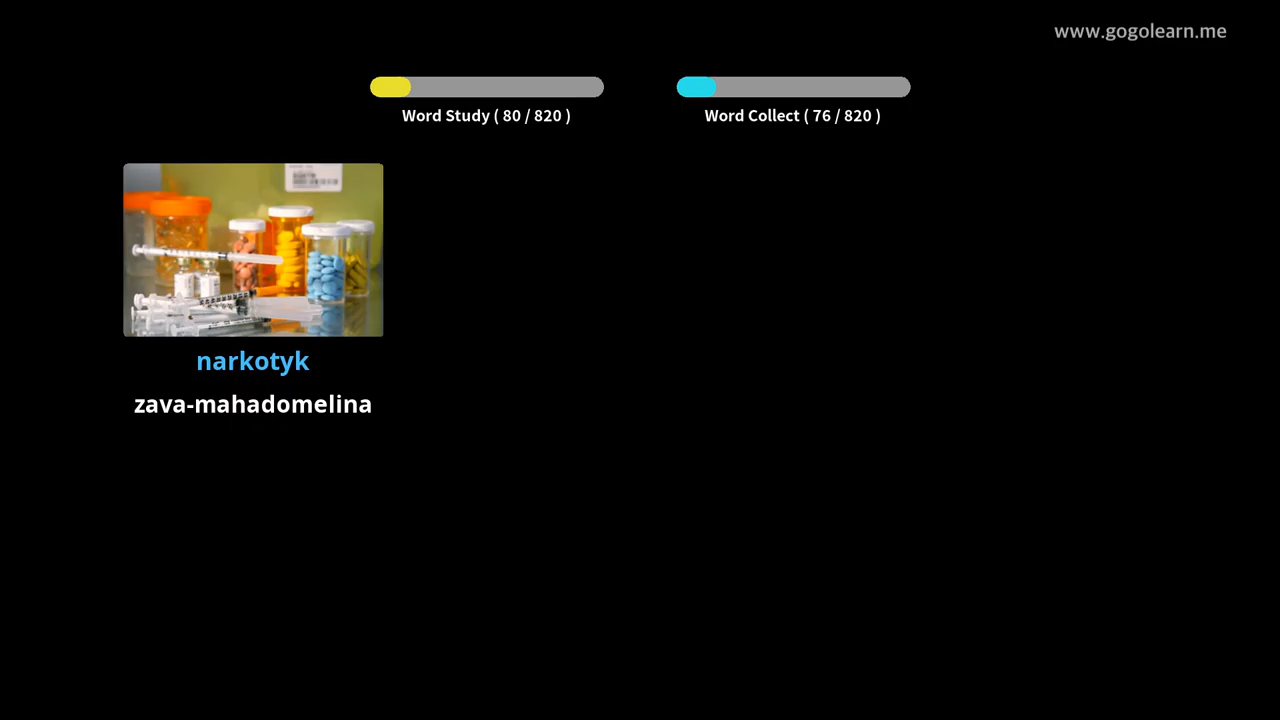 www.gogolearn.me
Word Study ( 80 / 820 )
Word Collect ( 76 / 820 )
narkotyk
zava-mahadomelina